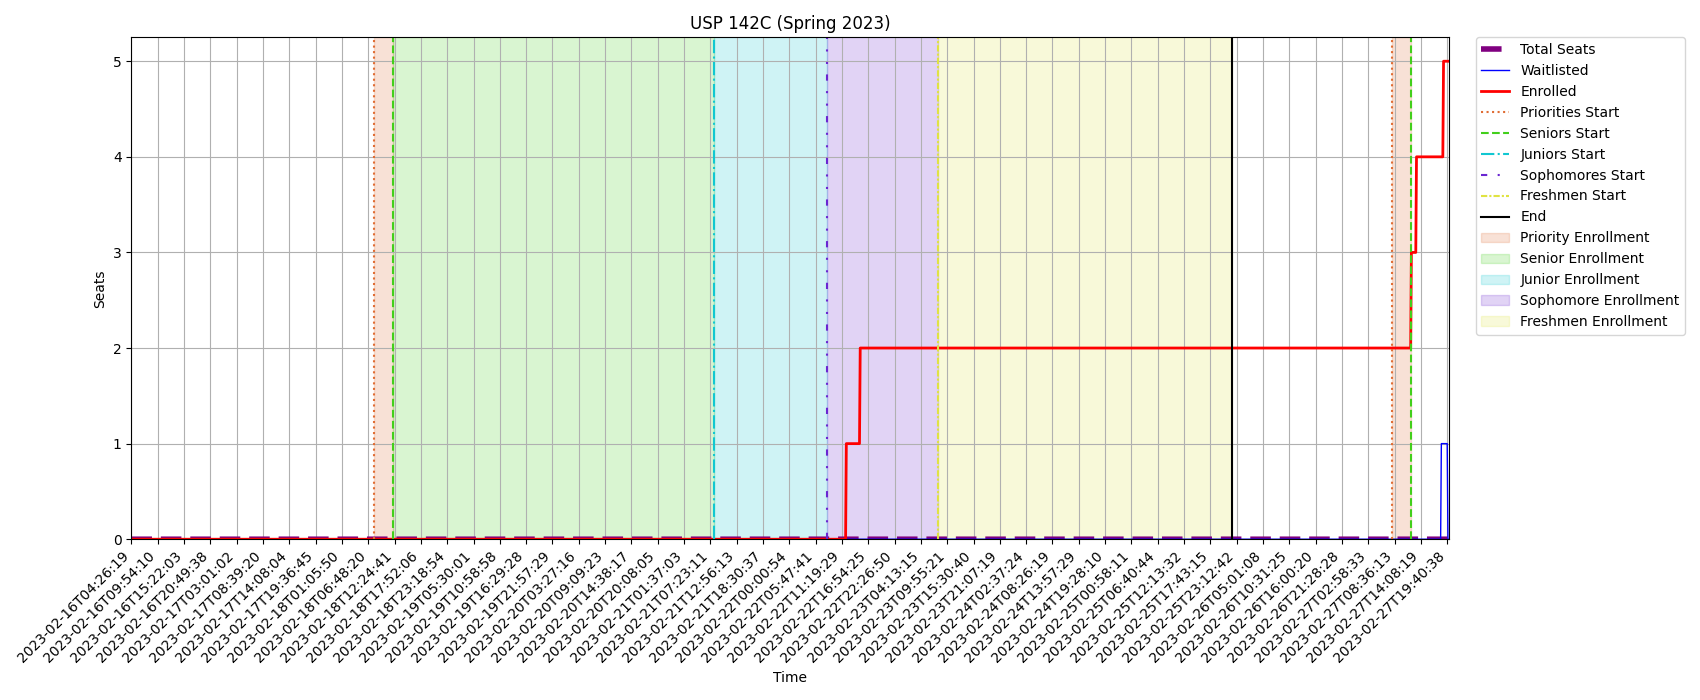 USP 142C (Spring 2023)
Seats
5
4
3
2
1
0
2023-02-16T04:26:19
2023-02-16T09:54:10
2023-02-16T15:22:03
2023-02-16T20:49:38
2023-02-17T03:01:02
2023-02-17T08:39:20
2023-02-17T14:08:04
2023-02-17T19:36:45
2023-02-18T01:05:50
2023-02-18T06:48:20
2023-02-18T12:24:41
2023-02-18T17:52:06
2023-02-18T23:18:54
2023-02-19T05:30:01
2023-02-19T10:58:58
2023-02-19T16:29:28
2023-02-19T21:57:29
2023-02-20T03:27:16
2023-02-20T09:09:23
2023-02-20T14:38:17
2023-02-20T20:08:05
2023-02-21T01:37:03
2023-02-21T07:23:11
2023-02-21T12:56:13
2023-02-21T18:30:37
2023-02-22T00:00:54
2023-02-22T05:47:41
2023-02-22T11:19:29
2023-02-22T16:54:25
2023-02-22T22:26:50
2023-02-23T04:13:15
2023-02-23T09:55:21
2023-02-23T15:30:40
2023-02-23T21:07:19
2023-02-24T02:37:24
2023-02-24T08:26:19
2023-02-24T13:57:29
2023-02-24T19:28:10
2023-02-25T00:58:11
2023-02-25T06:40:44
2023-02-25T12:13:32
2023-02-25T17:43:15
2023-02-25T23:12:42
2023-02-26T05:01:08
2023-02-26T10:31:25
2023-02-26T16:00:20
2023-02-26T21:28:28
2023-02-27T02:58:33
2023-02-27T08:36:13
2023-02-27T14:08:19
2023-02-27T19:40:38
Time
Total Seats
Waitlisted
Enrolled
Priorities Start
Seniors Start
Juniors Start
Sophomores Start
Freshmen Start
End
Priority Enrollment
Senior Enrollment
Junior Enrollment
Sophomore Enrollment
Freshmen Enrollment